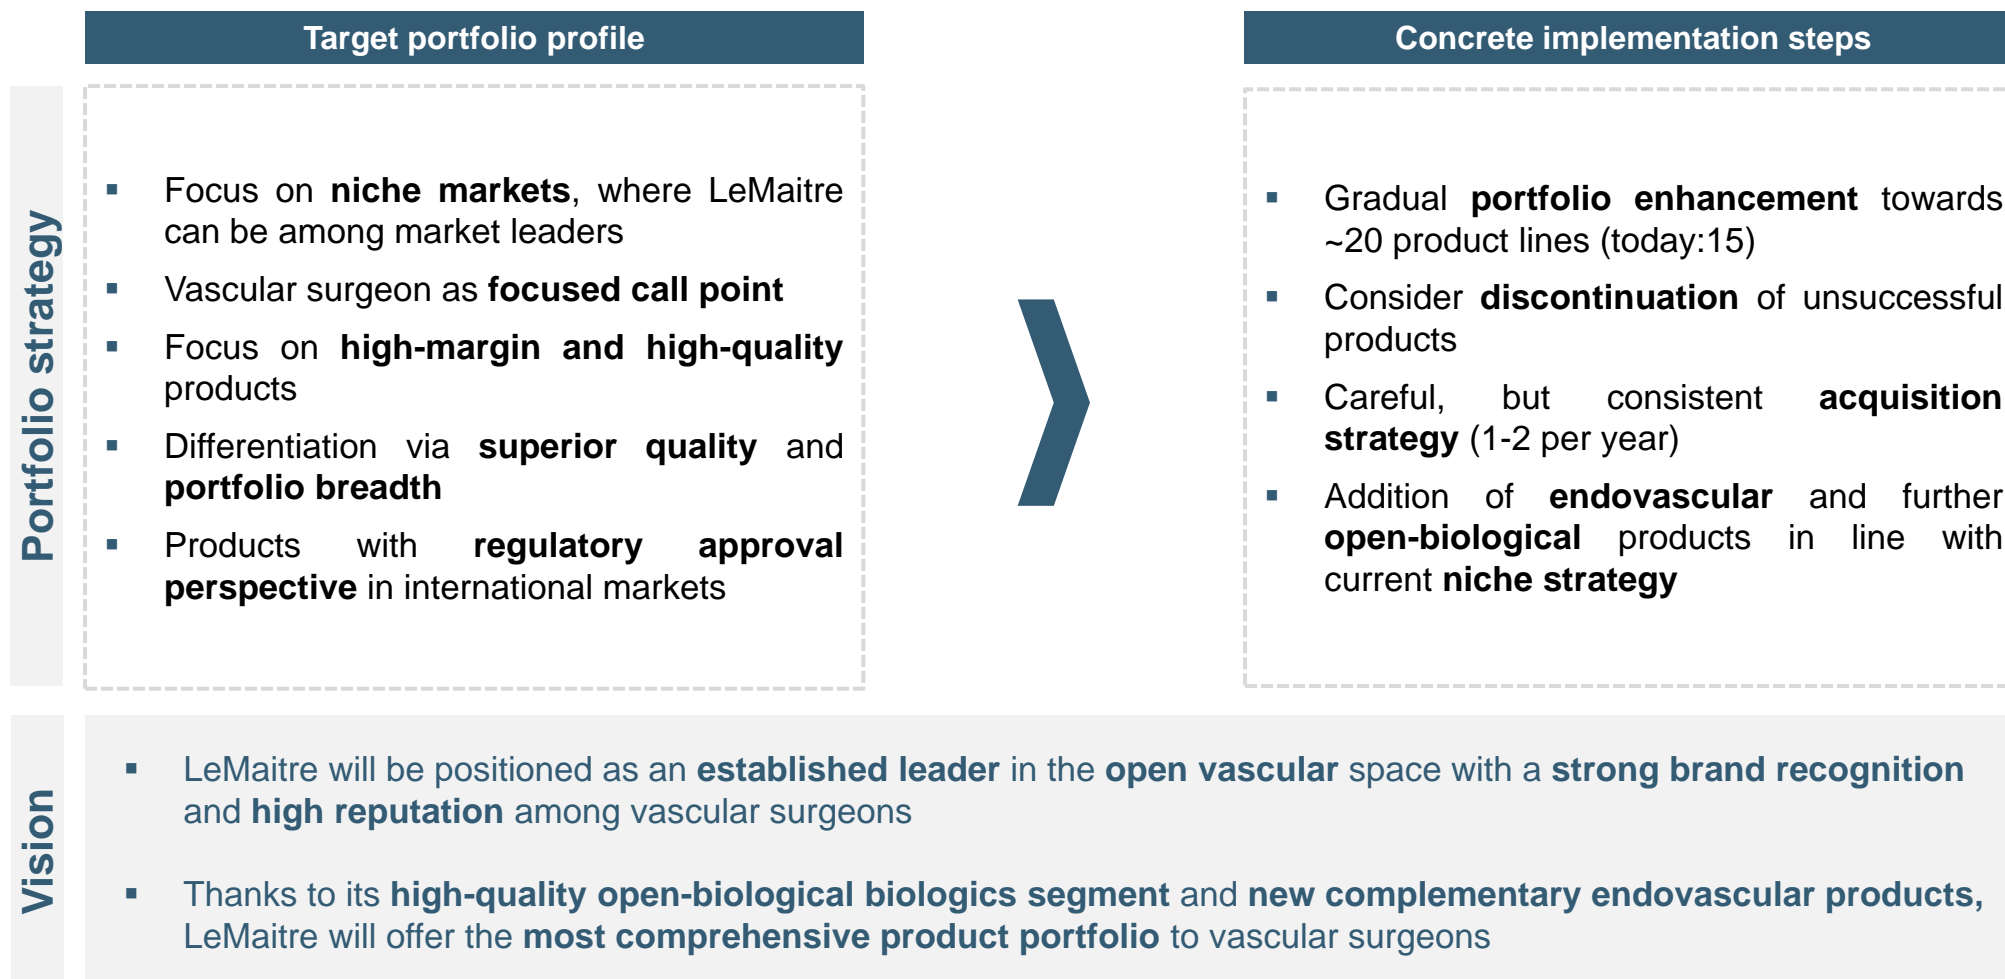 Target portfolio profile
Concrete implementation steps
Portfolio strategy
▪ Focus on niche markets, where LeMaitre
can be among market leaders
▪ Vascular surgeon as focused call point
▪ Focus on high-margin and high-quality
products
▪ Differentiation via superior quality and
portfolio breadth
▪ Products with regulatory approval
perspective in international markets
▪ Gradual portfolio enhancement towards
~20 product lines (today:15)
▪ Consider discontinuation of unsuccessful
products
▪ Careful, but consistent acquisition
strategy (1-2 per year)
▪ Addition of endovascular and further
open-biological products in line with
current niche strategy
Vision
▪ LeMaitre will be positioned as an established leader in the open vascular space with a strong brand recognition
and high reputation among vascular surgeons
▪ Thanks to its high-quality open-biological biologics segment and new complementary endovascular products,
LeMaitre will offer the most comprehensive product portfolio to vascular surgeons